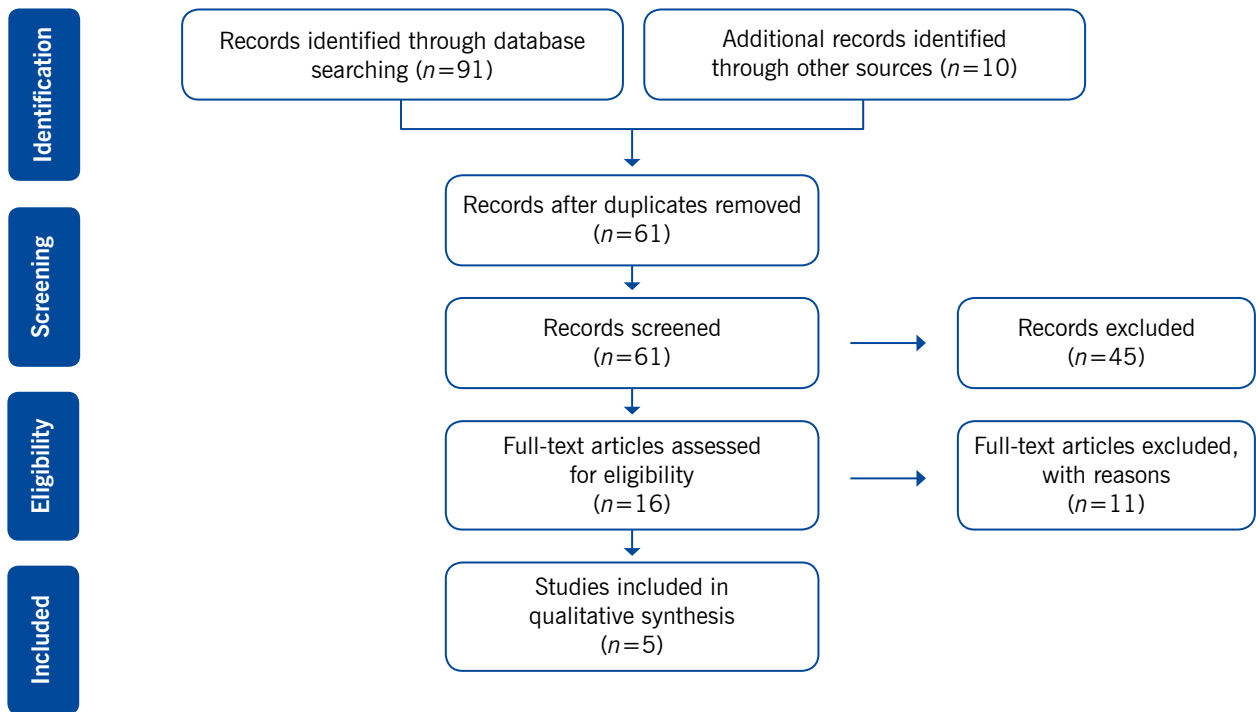 Identification
Records identified through database
searching (n=91)
Additional records identified
through other sources (n=10)
Records after duplicates removed
(n=61)
Screening
Records screened
(n=61)
Records excluded
(n=45)
Eligibility
Full-text articles assessed
for eligibility
(n=16)
Full-text articles excluded,
with reasons
(n=11)
Included
Studies included in
qualitative synthesis
(n=5)